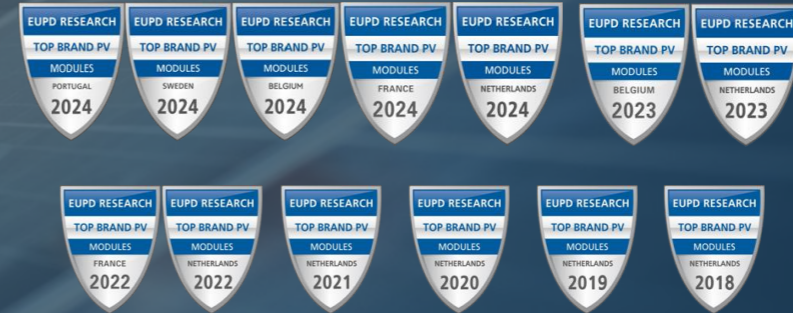 EUPD RESEARCH
TOP BRAND PV
MODULES
PORTUGAL
2024
EUPD RESEARCH
TOP BRAND PV
MODULES
SWEDEN
2024
EUPD RESEARCH
TOP BRAND PV
MODULES
BELGIUM
2024
EUPD RESEARCH
TOP BRAND PV
MODULES
FRANCE
2024
EUPD RESEARCH
TOP BRAND PV
MODULES
NETHERLANDS
2024
EUPD RESEARCH
TOP BRAND PV
MODULES
BELGIUM
2023
EUPD RESEARCH
TOP BRAND PV
MODULES
NETHERLANDS
2023
EUPD RESEARCH
TOP BRAND PV
MODULES
FRANCE
2022
EUPD RESEARCH
TOP BRAND PV
MODULES
NETHERLANDS
2022
EUPD RESEARCH
TOP BRAND PV
MODULES
NETHERLANDS
2021
EUPD RESEARCH
TOP BRAND PV
MODULES
NETHERLANDS
2020
EUPD RESEARCH
TOP BRAND PV
MODULES
NETHERLANDS
2019
EUPD RESEARCH
TOP BRAND PV
MODULES
NETHERLANDS
2018